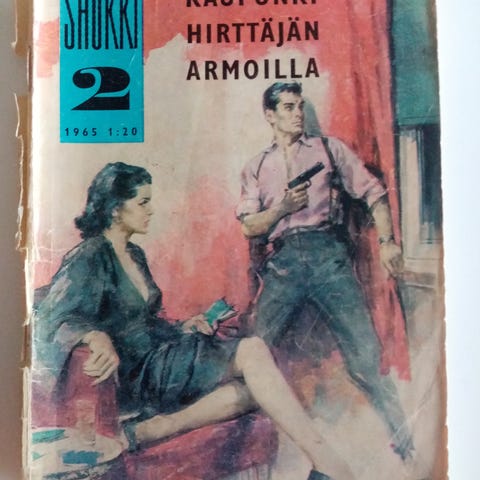 SHOKKI
2
1965 1:20
KAUPUNKI
HIRTTÄJÄN
ARMOILLA